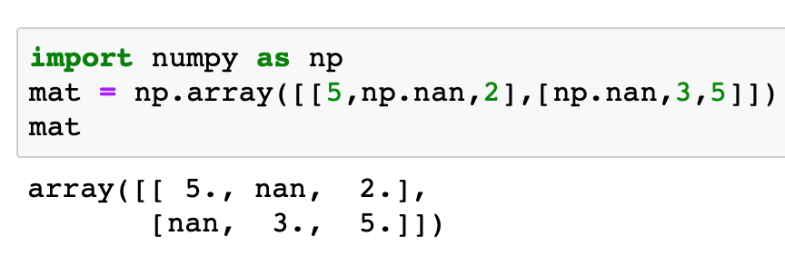 import numpy as np
mat = np.array([[5,np.nan,2],[np.nan,3,5]])
mat
array([[ 5., nan,  2.],
       [nan,  3.,  5.]])